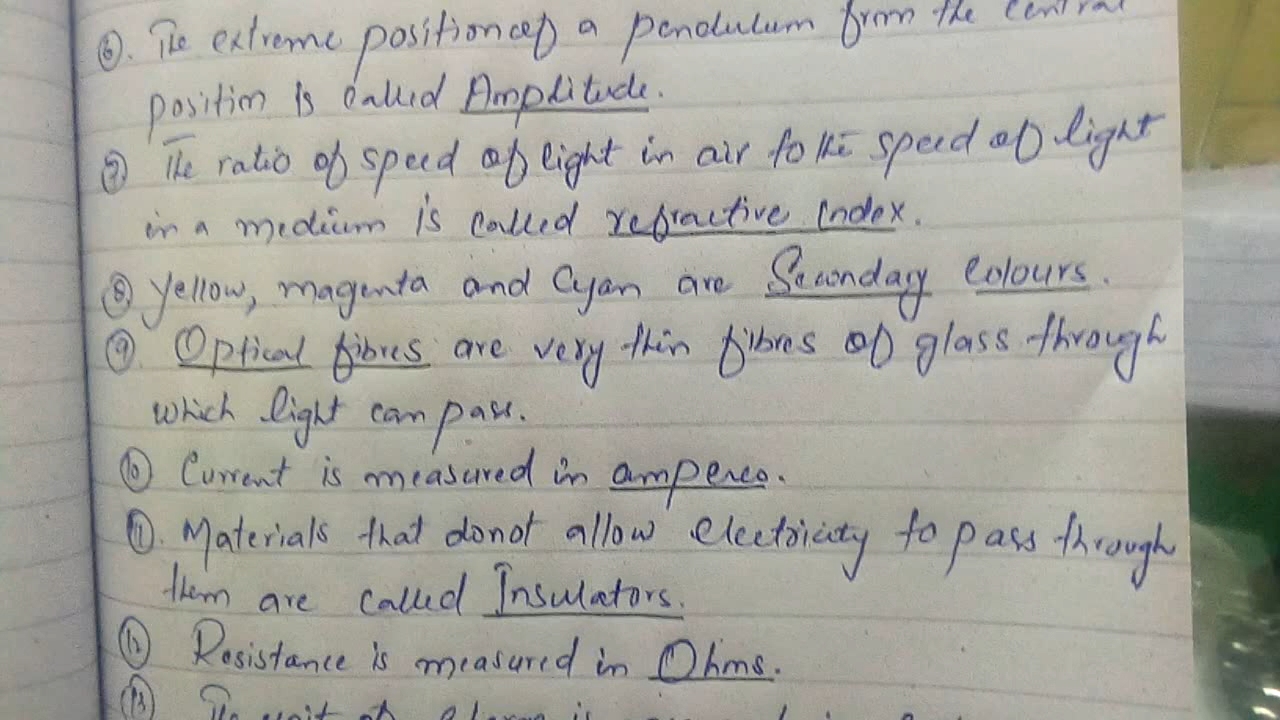 ⑥. The extreme position of a pendulum from the central
position is called Amplitude.
⑦ The ratio of speed of light in air to the speed of light
in a medium is called refractive index.
⑧ Yellow, magenta and Cyan are Secondary Colours.
⑨. Optical fibres are very thin fibres of glass through
which light can pass.
⑩ Current is measured in amperes.
⑪. Materials that donot allow electricity to pass through
them are called Insulators.
⑫ Resistance is measured in Ohms.
⑬ The unit of